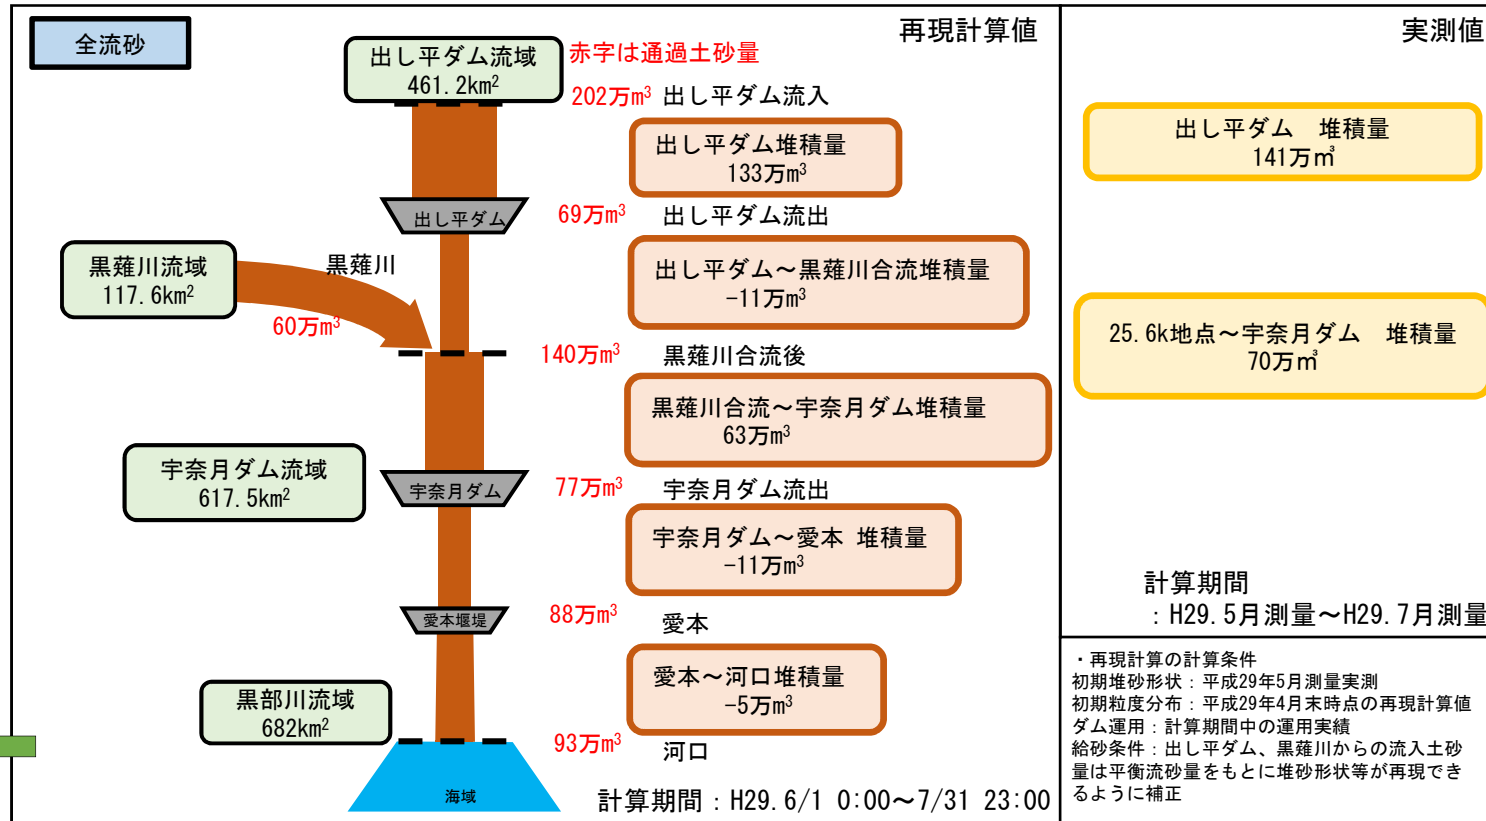 全流砂
再現計算値
実測値
出し平ダム流域
461.2km²
赤字は通過土砂量
202万m³ 出し平ダム流入
出し平ダム堆積量
133万m³
出し平ダム
69万m³ 出し平ダム流出
黒薙川流域
117.6km²
黒薙川
60万m³
出し平ダム～黒薙川合流堆積量
-11万m³
140万m³ 黒薙川合流後
黒薙川合流～宇奈月ダム堆積量
63万m³
宇奈月ダム流域
617.5km²
宇奈月ダム
77万m³ 宇奈月ダム流出
宇奈月ダム～愛本 堆積量
-11万m³
愛本堰堤
88万m³ 愛本
愛本～河口堆積量
-5万m³
黒部川流域
682km²
93万m³ 河口
海域
計算期間：H29.6/1 0:00～7/31 23:00
出し平ダム　堆積量
141万㎥
25.6k地点～宇奈月ダム　堆積量
70万㎥
計算期間
：H29.5月測量～H29.7月測量
・再現計算の計算条件
初期堆砂形状：平成29年5月測量実測
初期粒度分布：平成29年4月末時点の再現計算値
ダム運用：計算期間中の運用実績
給砂条件：出し平ダム、黒薙川からの流入土砂
量は平衡流砂量をもとに堆砂形状等が再現でき
るように補正